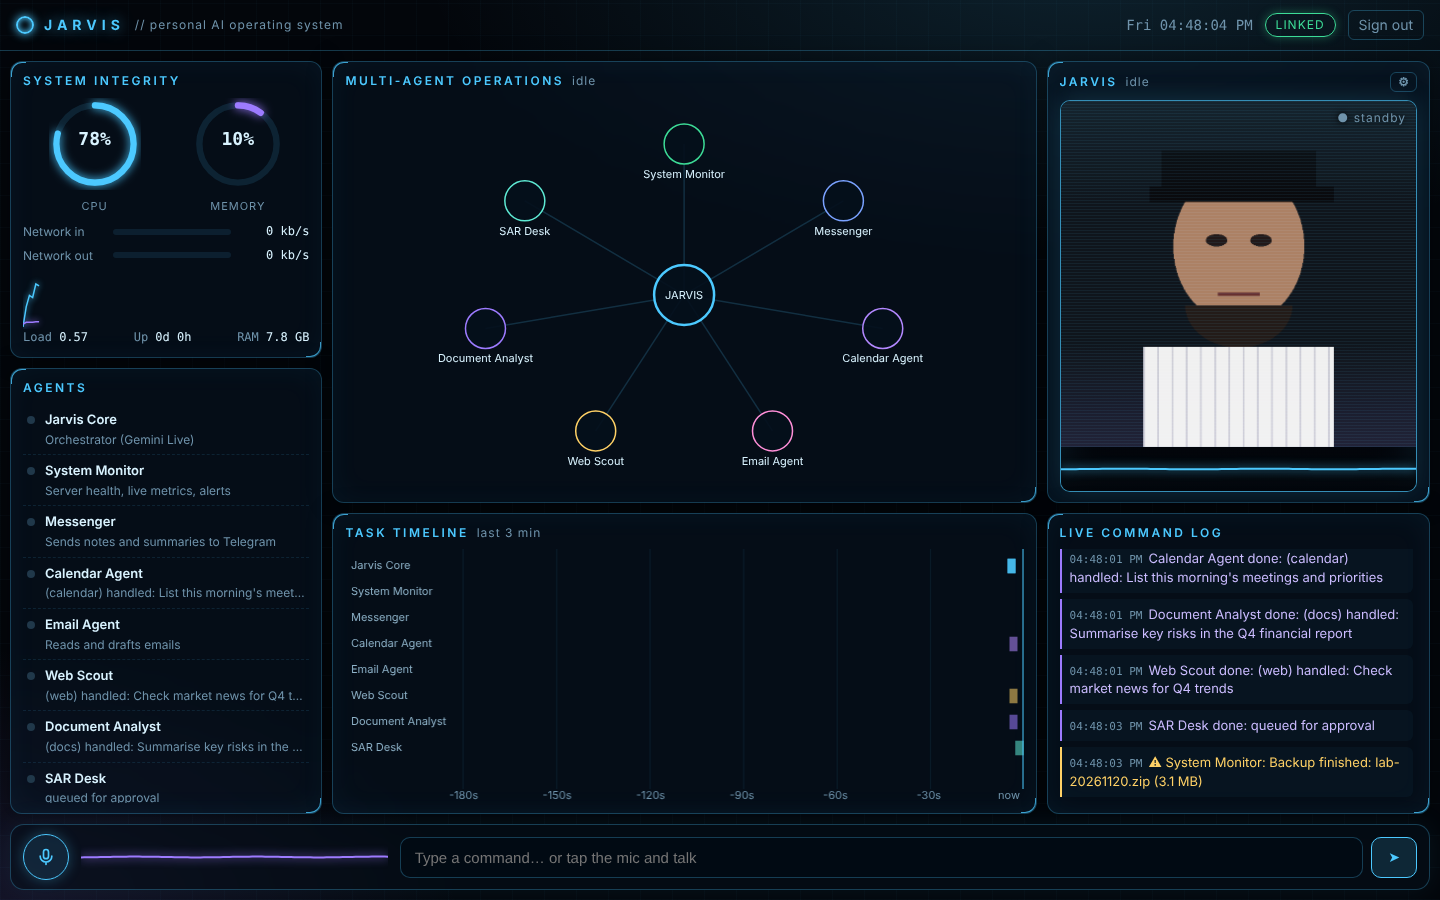 JARVIS // personal AI operating system
Fri 04:48:04 PM LINKED Sign out
SYSTEM INTEGRITY
78% 10%
CPU MEMORY
Network in 0 kb/s
Network out 0 kb/s
Load 0.57 Up 0d 0h RAM 7.8 GB
AGENTS
Jarvis Core
Orchestrator (Gemini Live)
System Monitor
Server health, live metrics, alerts
Messenger
Sends notes and summaries to Telegram
Calendar Agent
(calendar) handled: List this morning's meet...
Email Agent
Reads and drafts emails
Web Scout
(web) handled: Check market news for Q4 t...
Document Analyst
(docs) handled: Summarise key risks in the ...
SAR Desk
queued for approval
MULTI-AGENT OPERATIONS idle
System Monitor
SAR Desk
Messenger
JARVIS
Document Analyst
Calendar Agent
Web Scout
Email Agent
TASK TIMELINE last 3 min
Jarvis Core
System Monitor
Messenger
Calendar Agent
Email Agent
Web Scout
Document Analyst
SAR Desk
-180s -150s -120s -90s -60s -30s now
JARVIS idle
standby
LIVE COMMAND LOG
04:48:01 PM Calendar Agent done: (calendar)
handled: List this morning's meetings and priorities
04:48:01 PM Document Analyst done: (docs) handled:
Summarise key risks in the Q4 financial report
04:48:01 PM Web Scout done: (web) handled: Check
market news for Q4 trends
04:48:03 PM SAR Desk done: queued for approval
04:48:03 PM ⚠ System Monitor: Backup finished: lab-
20261120.zip (3.1 MB)
Type a command… or tap the mic and talk